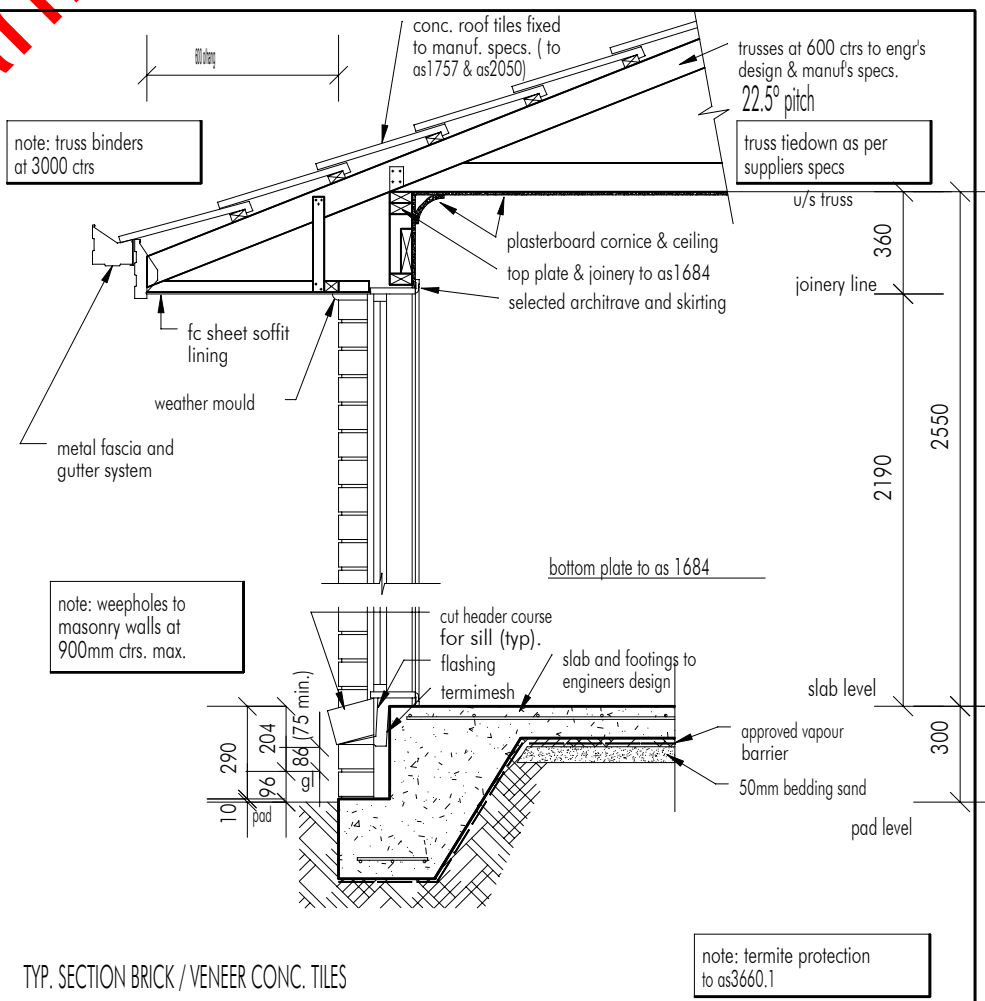 conc. roof tiles fixed
to manuf. specs. ( to
as1757 & as2050)
trusses at 600 ctrs to engr's
design & manuf's specs.
22.5° pitch
note: truss binders
at 3000 ctrs
truss tiedown as per
suppliers specs
u/s truss
plasterboard cornice & ceiling
360
top plate & joinery to as1684
joinery line
selected architrave and skirting
fc sheet soffit
lining
weather mould
metal fascia and
gutter system
2550
2190
bottom plate to as 1684
note: weepholes to
masonry walls at
900mm ctrs. max.
cut header course
for sill (typ).
flashing
termimesh
slab and footings to
engineers design
slab level
290
204
86 (75 min.)
96
gl
10
pad
300
approved vapour
barrier
50mm bedding sand
pad level
TYP. SECTION BRICK / VENEER CONC. TILES
note: termite protection
to as3660.1